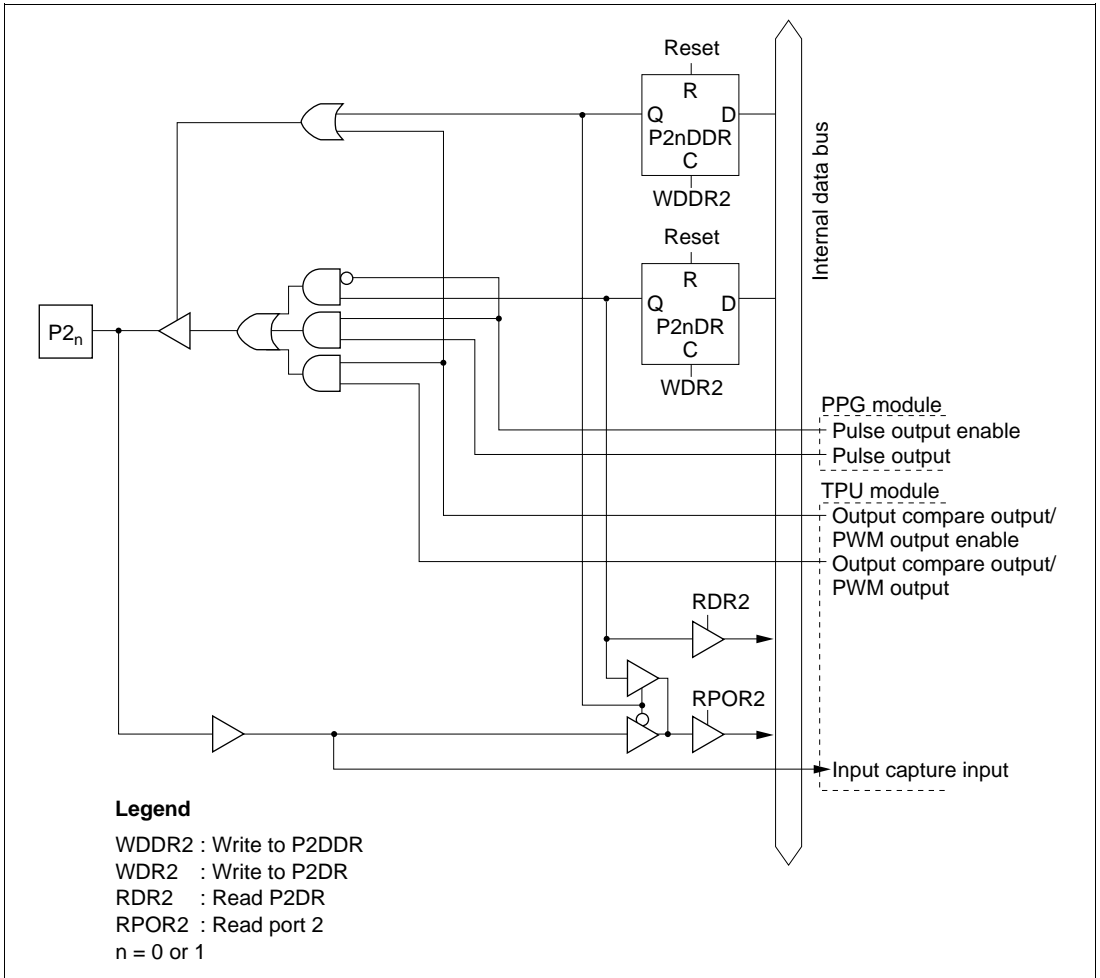 Reset
R
Q D
P2nDDR
C
WDDR2
Internal data bus
Reset
R
Q D
P2nDR
C
WDR2
P2n
PPG module
Pulse output enable
Pulse output
TPU module
Output compare output/
PWM output enable
Output compare output/
PWM output
RDR2
RPOR2
Input capture input
Legend
WDDR2 : Write to P2DDR
WDR2 : Write to P2DR
RDR2 : Read P2DR
RPOR2 : Read port 2
n = 0 or 1